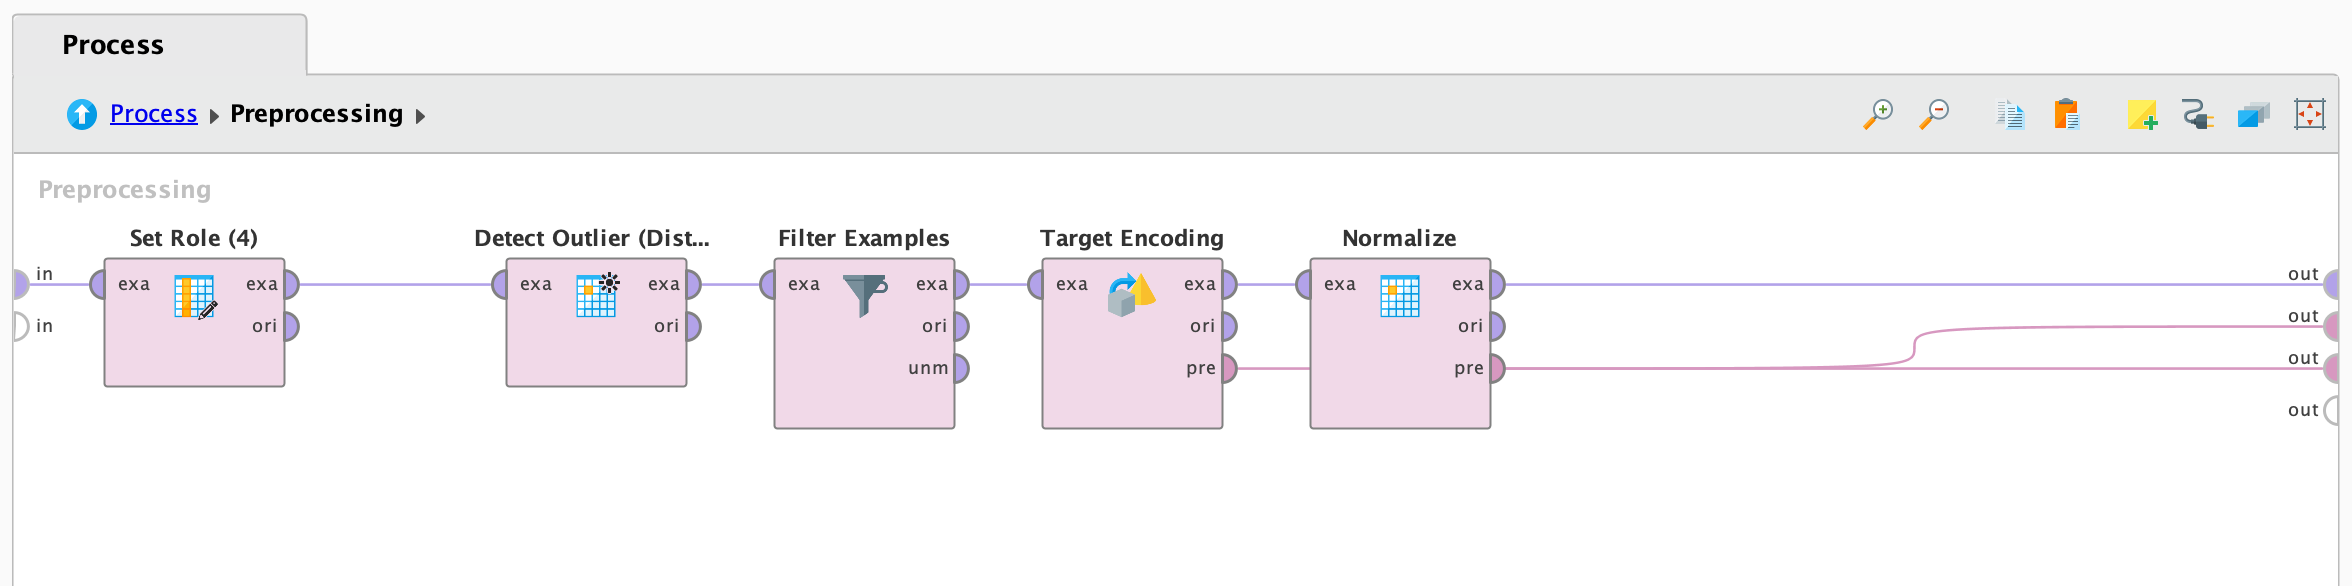 Process
Process Preprocessing
Preprocessing
Set Role (4) Detect Outlier (Dist... Filter Examples Target Encoding Normalize
in exa exa exa exa exa exa exa exa exa exa out
in ori ori ori ori ori out
unm pre pre out
out